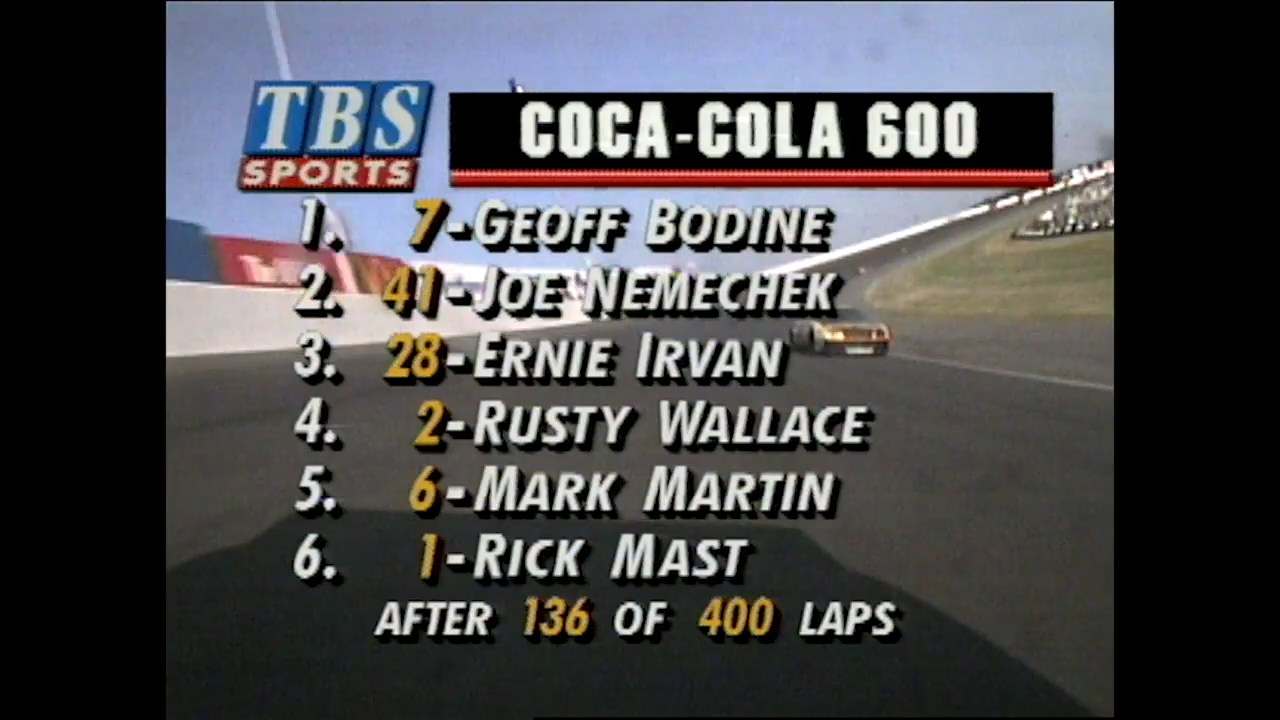 TBS
SPORTS
COCA-COLA 600
1. 7-GEOFF BODINE
2. 41-JOE NEMECHEK
3. 28-ERNIE IRVAN
4. 2-RUSTY WALLACE
5. 6-MARK MARTIN
6. 1-RICK MAST
AFTER 136 OF 400 LAPS